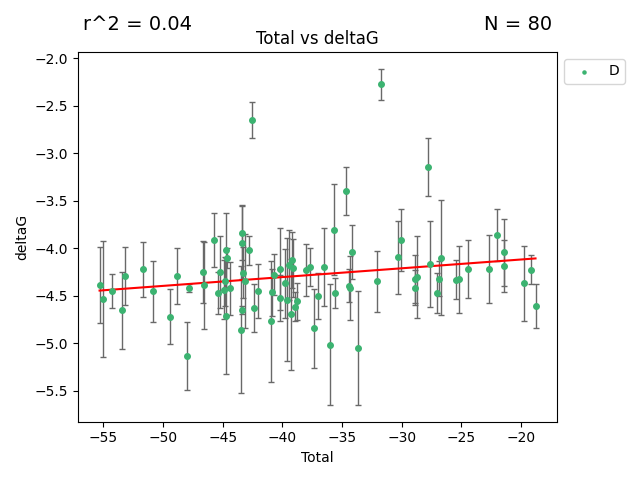 r^2 = 0.04
N = 80
Total vs deltaG
D
deltaG
−2.0
−2.5
−3.0
−3.5
−4.0
−4.5
−5.0
−5.5
−55 −50 −45 −40 −35 −30 −25 −20
Total